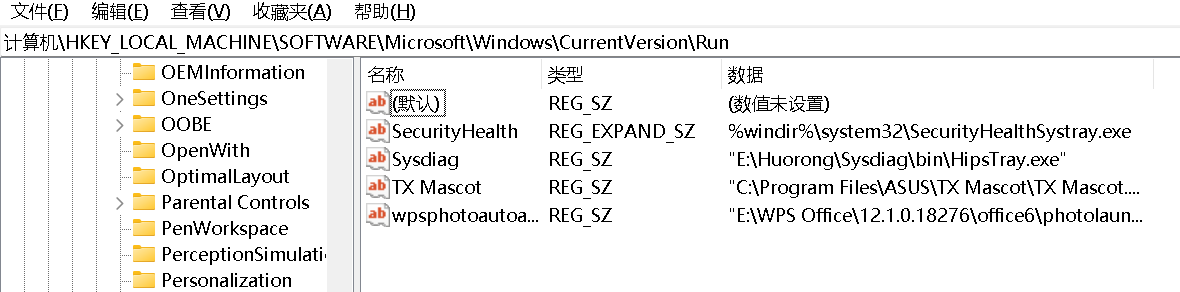 文件(F) 编辑(E) 查看(V) 收藏夹(A) 帮助(H)
计算机\HKEY_LOCAL_MACHINE\SOFTWARE\Microsoft\Windows\CurrentVersion\Run
OEMInformation
OneSettings
OOBE
OpenWith
OptimalLayout
Parental Controls
PenWorkspace
PerceptionSimulati
Personalization
名称 类型 数据
(默认) REG_SZ (数值未设置)
SecurityHealth REG_EXPAND_SZ %windir%\system32\SecurityHealthSystray.exe
Sysdiag REG_SZ "E:\Huorong\Sysdiag\bin\HipsTray.exe"
TX Mascot REG_SZ "C:\Program Files\ASUS\TX Mascot\TX Mascot....
wpsphotoautoa... REG_SZ "E:\WPS Office\12.1.0.18276\office6\photolaun...